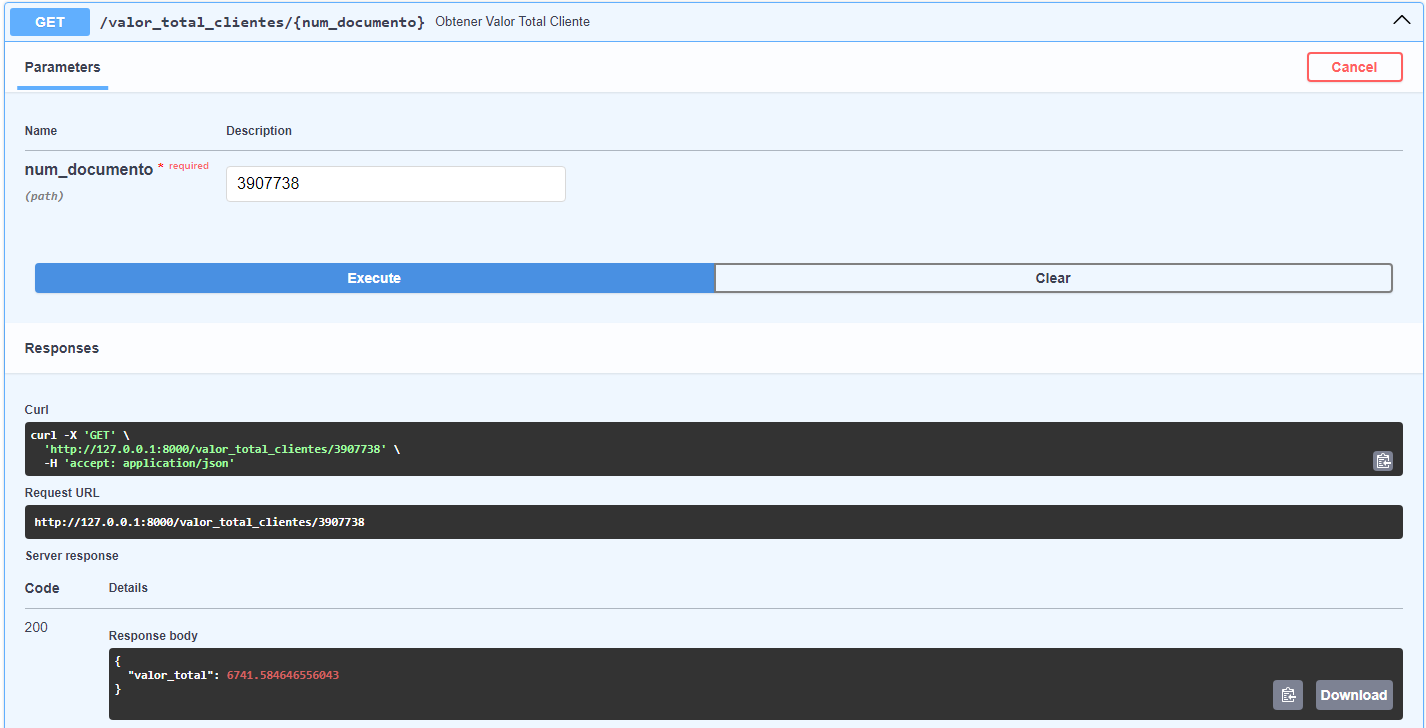 GET /valor_total_clientes/{num_documento} Obtener Valor Total Cliente
Parameters Cancel
Name Description
num_documento * required 3907738
(path)
Execute Clear
Responses
Curl
curl -X 'GET' \
'http://127.0.0.1:8000/valor_total_clientes/3907738' \
-H 'accept: application/json'
Request URL
http://127.0.0.1:8000/valor_total_clientes/3907738
Server response
Code Details
200
Response body
{
"valor_total": 6741.584646556043
}
Download